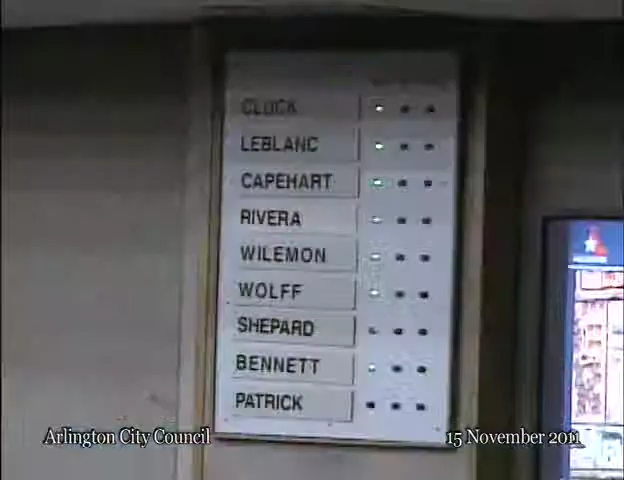 CLUCK
LEBLANC
CAPEHART
RIVERA
WILEMON
WOLFF
SHEPARD
BENNETT
PATRICK
Arlington City Council
15 November 2011